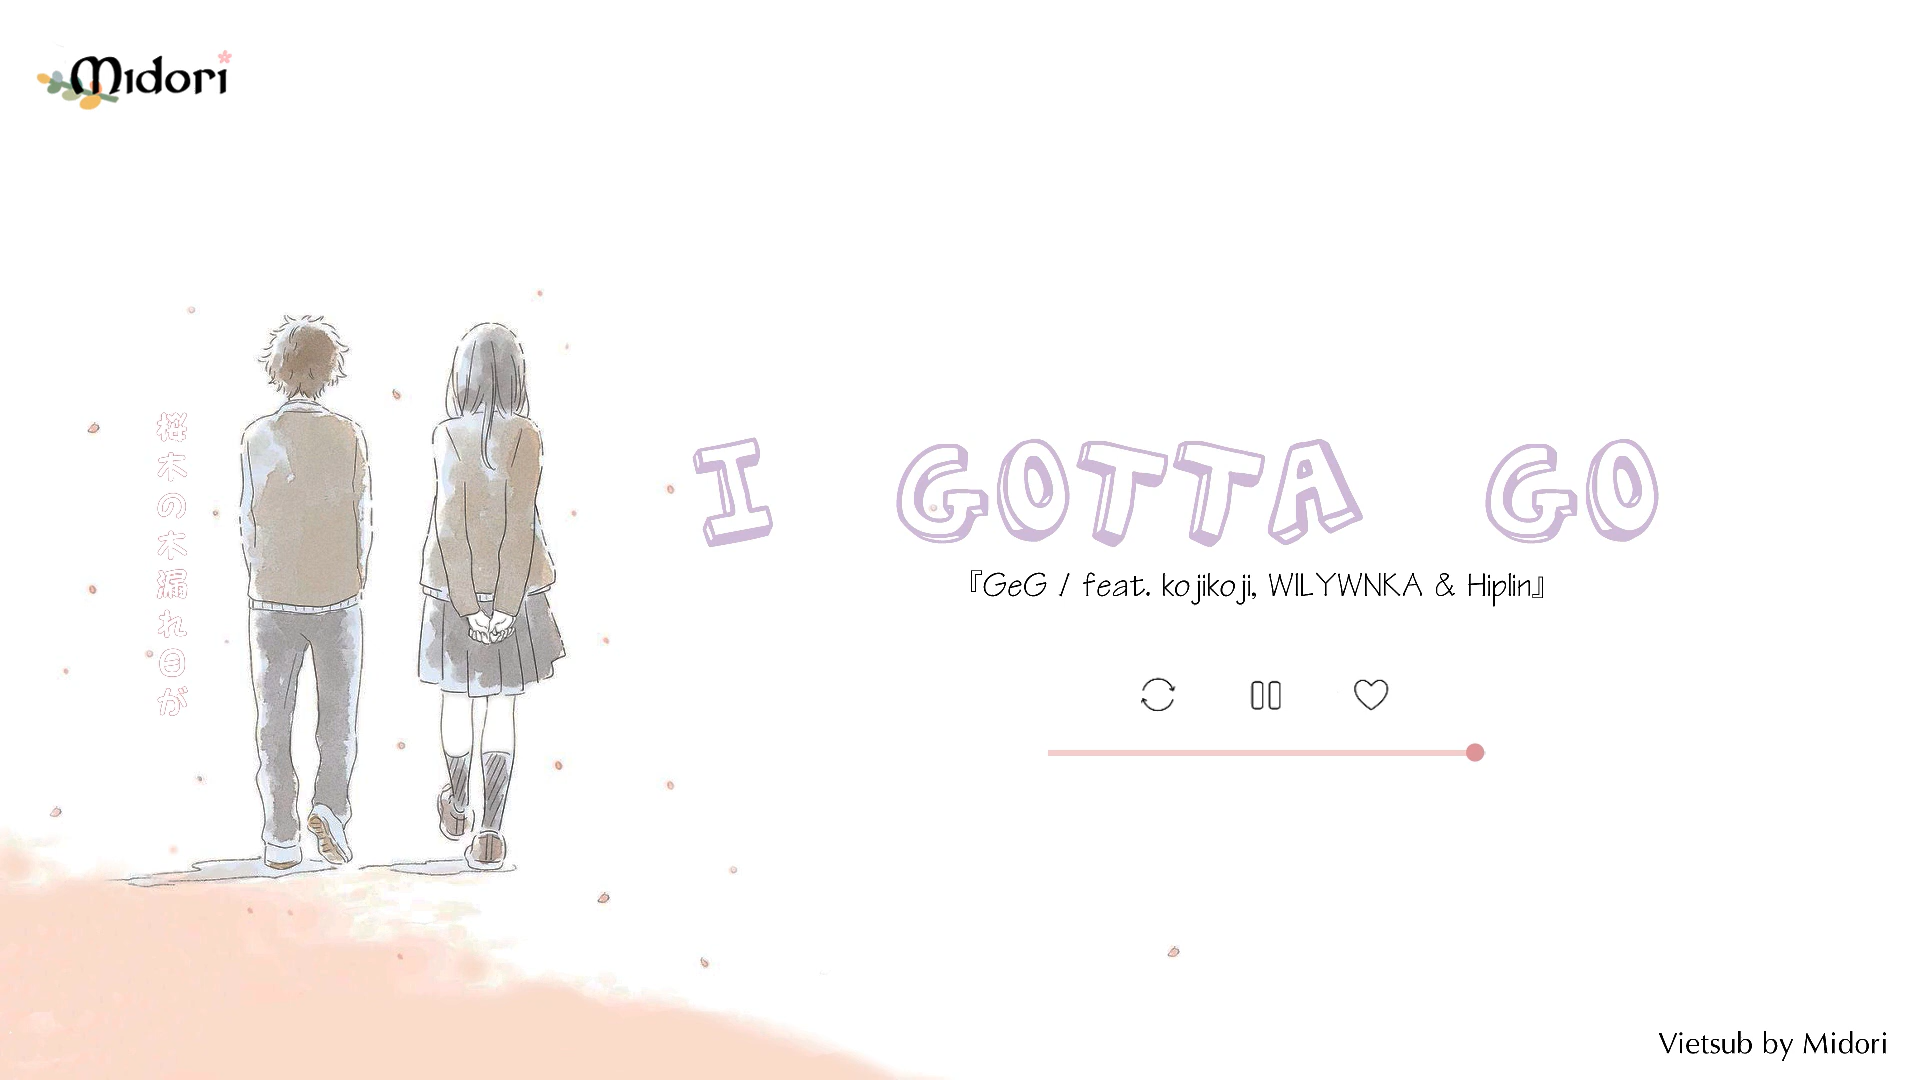 Midori
桜木の木漏れ日が
I GOTTA GO
『GeG / feat. kojikoji, WILYWNKA & Hiplin』
Vietsub by Midori